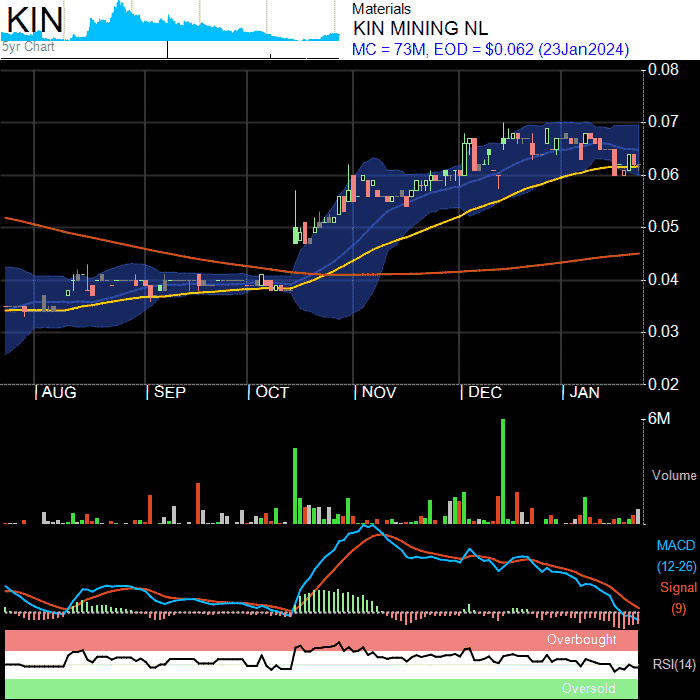 KIN
5yr Chart
Materials
KIN MINING NL
MC = 73M, EOD = $0.062 (23Jan2024)
0.08
0.07
0.06
0.05
0.04
0.03
0.02
AUG SEP OCT NOV DEC JAN
6M
Volume
MACD
(12-26)
Signal
(9)
Overbought
RSI(14)
Oversold